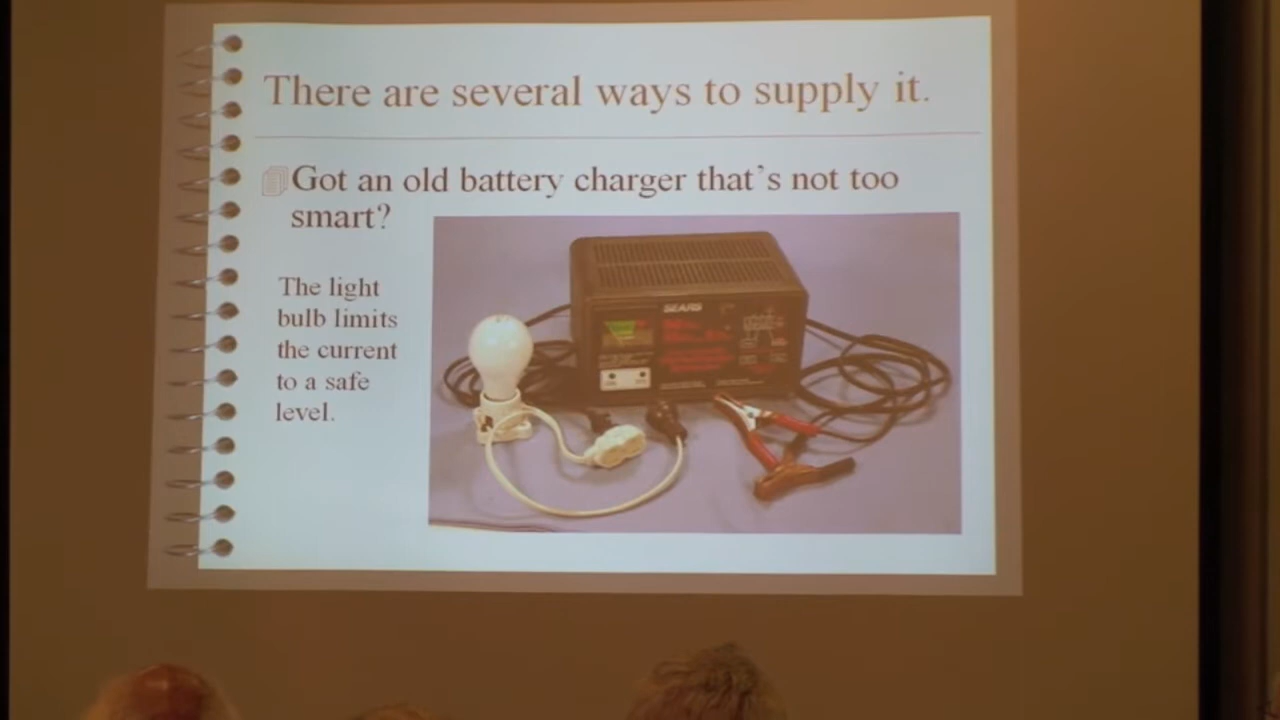 There are several ways to supply it.
Got an old battery charger that's not too
smart?
The light
bulb limits
the current
to a safe
level.
SEARS